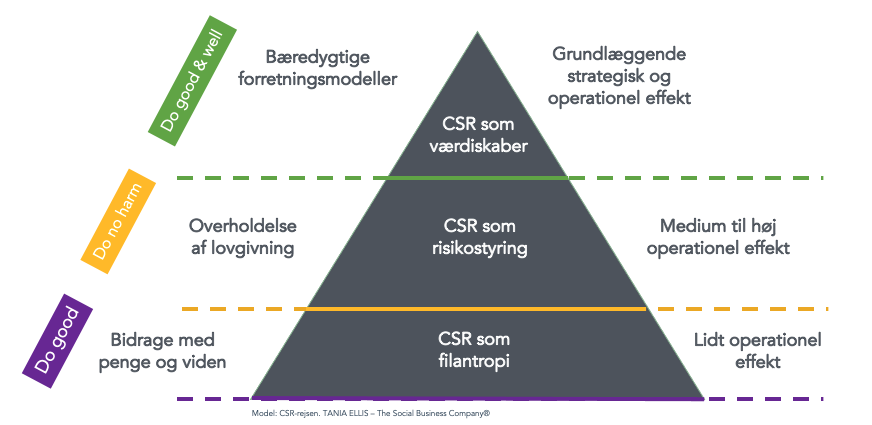 Do good & well
Bæredygtige
forretningsmodeller
Grundlæggende
strategisk og
operationel effekt
CSR som
værdiskaber
Do no harm
Overholdelse
af lovgivning
CSR som
risikostyring
Medium til høj
operationel effekt
Do good
Bidrage med
penge og viden
CSR som
filantropi
Lidt operationel
effekt
Model: CSR-rejsen. TANIA ELLIS – The Social Business Company®